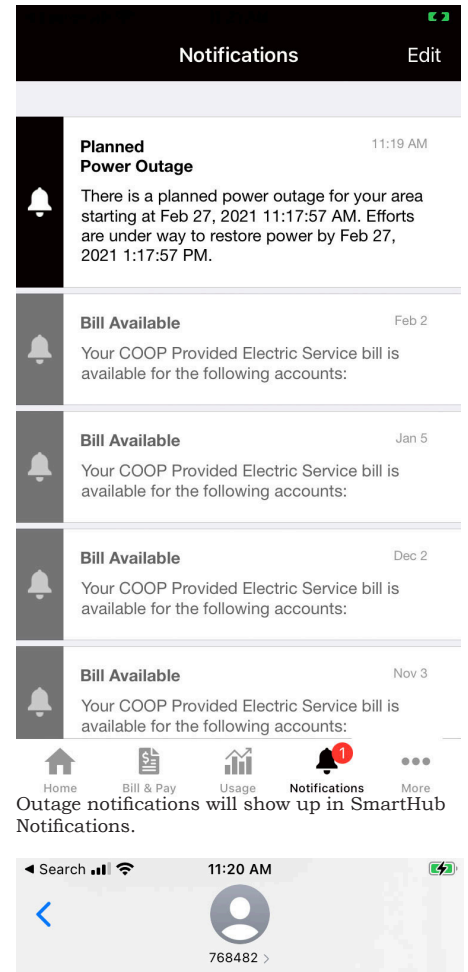 Notifications Edit
Planned 11:19 AM
Power Outage
There is a planned power outage for your area
starting at Feb 27, 2021 11:17:57 AM. Efforts
are under way to restore power by Feb 27,
2021 1:17:57 PM.
Bill Available Feb 2
Your COOP Provided Electric Service bill is
available for the following accounts:
Bill Available Jan 5
Your COOP Provided Electric Service bill is
available for the following accounts:
Bill Available Dec 2
Your COOP Provided Electric Service bill is
available for the following accounts:
Bill Available Nov 3
Your COOP Provided Electric Service bill is
available for the following accounts:
1
Home Bill & Pay Usage Notifications More
Outage notifications will show up in SmartHub
Notifications.
Search 11:20 AM
768482